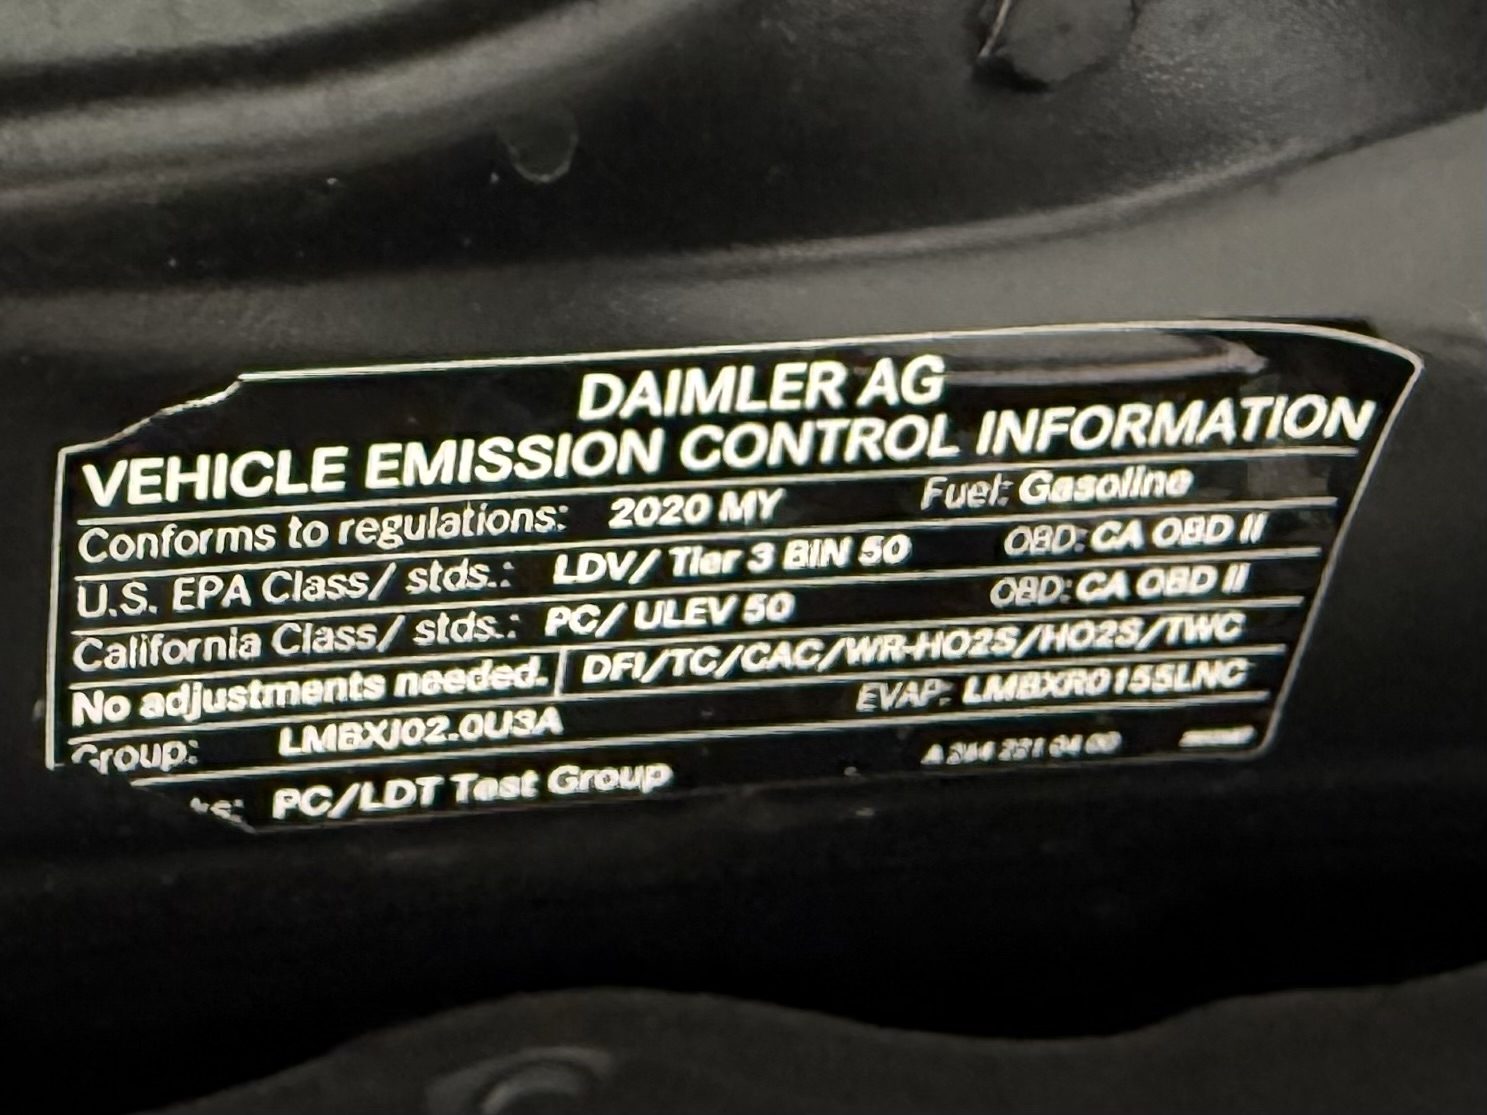 DAIMLER AG
VEHICLE EMISSION CONTROL INFORMATION
Conforms to regulations: 2020 MY Fuel: Gasoline
U.S. EPA Class/ stds.: LDV/ Tier 3 BIN 50 OBD: CA OBD II
California Class/ stds.: PC/ ULEV 50 OBD: CA OBD II
No adjustments needed. DFI/TC/CAC/WR-HO2S/HO2S/TWC
Group: LMBXJ02.0U3A EVAP: LMBXR0155LNC
PC/LDT Test Group